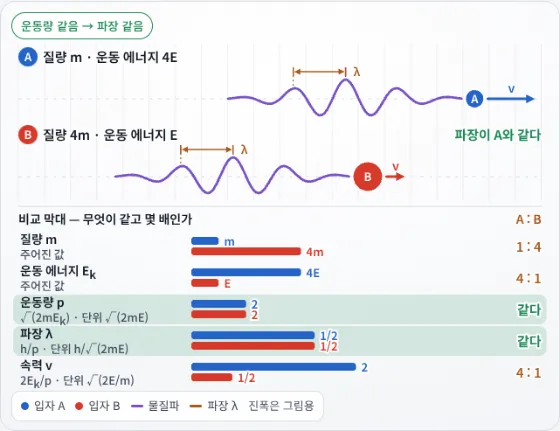 운동량 같음 → 파장 같음
A 질량 m · 운동 에너지 4E
λ
A
v
B 질량 4m · 운동 에너지 E
파장이 A와 같다
λ
B
v
비교 막대 — 무엇이 같고 몇 배인가 A : B
질량 m
주어진 값
m
4m
1 : 4
운동 에너지 Eₖ
주어진 값
4E
E
4 : 1
운동량 p
√(2mEₖ) · 단위 √(2mE)
2
2
같다
파장 λ
h/p · 단위 h/√(2mE)
1/2
1/2
같다
속력 v
2Eₖ/p · 단위 √(2E/m)
2
1/2
4 : 1
입자 A 입자 B 물질파 파장 λ 진폭은 그림용